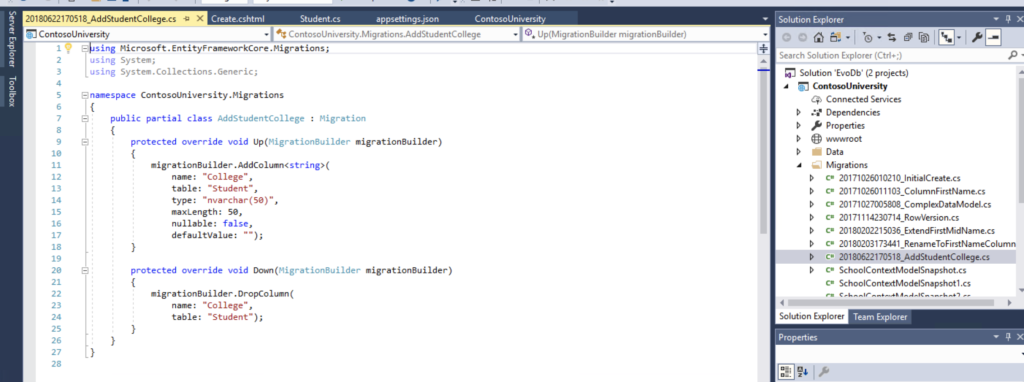 Server Explorer
Toolbox
20180622170518_AddStudentCollege.cs
Create.cshtml
Student.cs
appsettings.json
ContosoUniversity
ContosoUniversity
ContosoUniversity.Migrations.AddStudentCollege
Up(MigrationBuilder migrationBuilder)
1 using Microsoft.EntityFrameworkCore.Migrations;
2 using System;
3 using System.Collections.Generic;
4
5 namespace ContosoUniversity.Migrations
6 {
7 public partial class AddStudentCollege : Migration
8 {
9 protected override void Up(MigrationBuilder migrationBuilder)
10 {
11 migrationBuilder.AddColumn<string>(
12 name: "College",
13 table: "Student",
14 type: "nvarchar(50)",
15 maxLength: 50,
16 nullable: false,
17 defaultValue: "");
18 }
19
20 protected override void Down(MigrationBuilder migrationBuilder)
21 {
22 migrationBuilder.DropColumn(
23 name: "College",
24 table: "Student");
25 }
26 }
27 }
28
Solution Explorer
Search Solution Explorer (Ctrl+;)
Solution 'EvoDb' (2 projects)
ContosoUniversity
Connected Services
Dependencies
Properties
wwwroot
Data
Migrations
C# 20171026010210_InitialCreate.cs
C# 20171026011103_ColumnFirstName.cs
C# 20171027005808_ComplexDataModel.cs
C# 20171114230714_RowVersion.cs
C# 20180202215036_ExtendFirstMidName.cs
C# 20180203173441_RenameToFirstNameColumn
C# 20180622170518_AddStudentCollege.cs
C# SchoolContextModelSnapshot.cs
C# SchoolContextModelSnapshot1.cs
C# SchoolContextModelSnapshot2.cs
Solution Explorer
Team Explorer
Properties